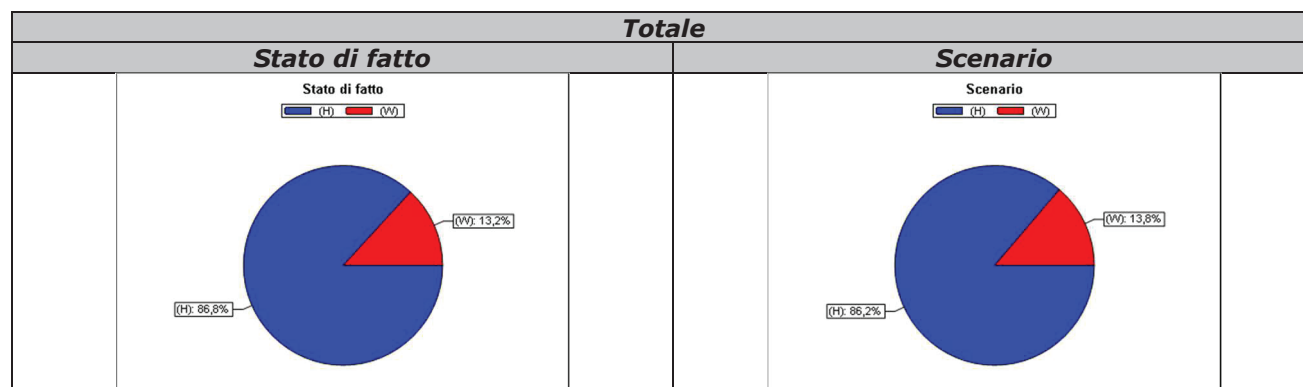 Totale
Stato di fatto
Scenario
Stato di fatto
(H) (W)
(W): 13,2%
(H): 86,8%
Scenario
(H) (W)
(W): 13,8%
(H): 86,2%